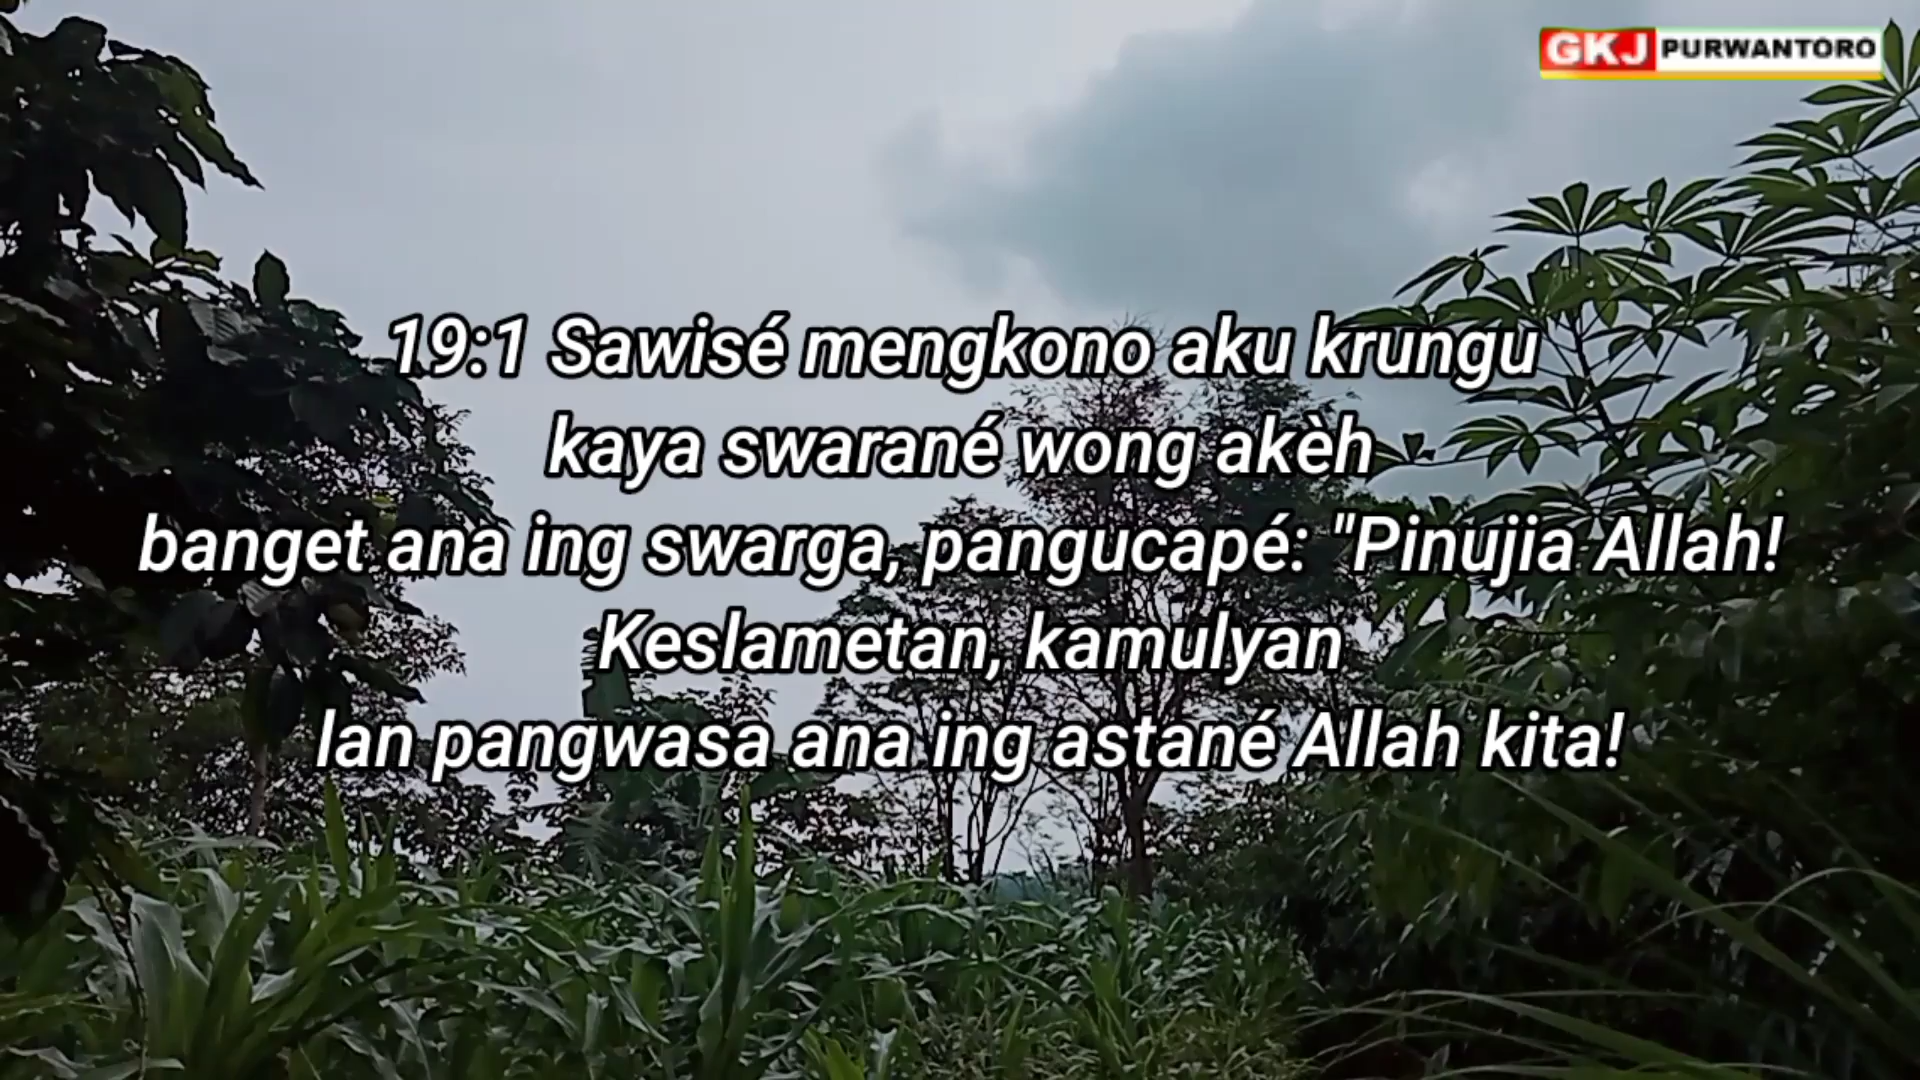 GKJ PURWANTORO
19:1 Sawisé mengkono aku krungu
kaya swarané wong akèh
banget ana ing swarga, pangucapé: "Pinujia Allah!
Keslametan, kamulyan
lan pangwasa ana ing astané Allah kita!